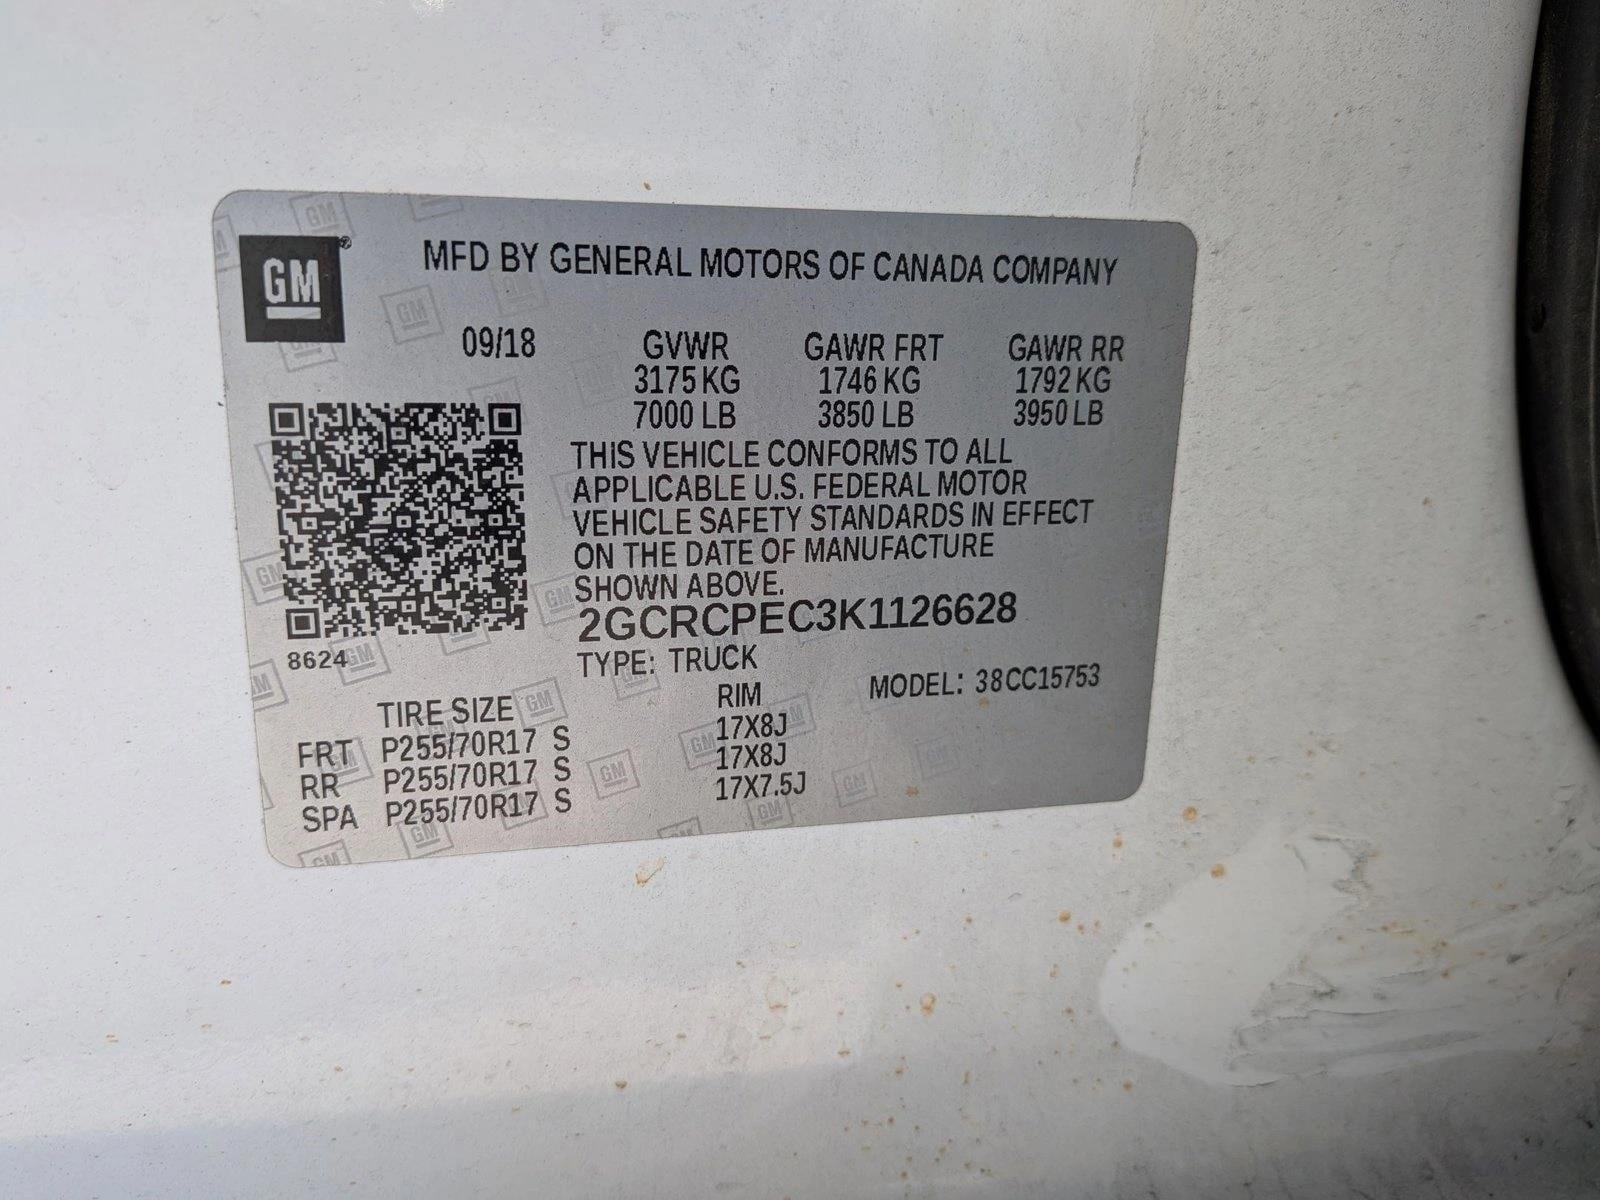 GM®
MFD BY GENERAL MOTORS OF CANADA COMPANY
09/18 GVWR GAWR FRT GAWR RR
3175 KG 1746 KG 1792 KG
7000 LB 3850 LB 3950 LB
THIS VEHICLE CONFORMS TO ALL
APPLICABLE U.S. FEDERAL MOTOR
VEHICLE SAFETY STANDARDS IN EFFECT
ON THE DATE OF MANUFACTURE
SHOWN ABOVE.
2GCRCPEC3K1126628
8624
TYPE: TRUCK
MODEL: 38CC15753
TIRE SIZE RIM
FRT P255/70R17 S 17X8J
RR P255/70R17 S 17X8J
SPA P255/70R17 S 17X7.5J